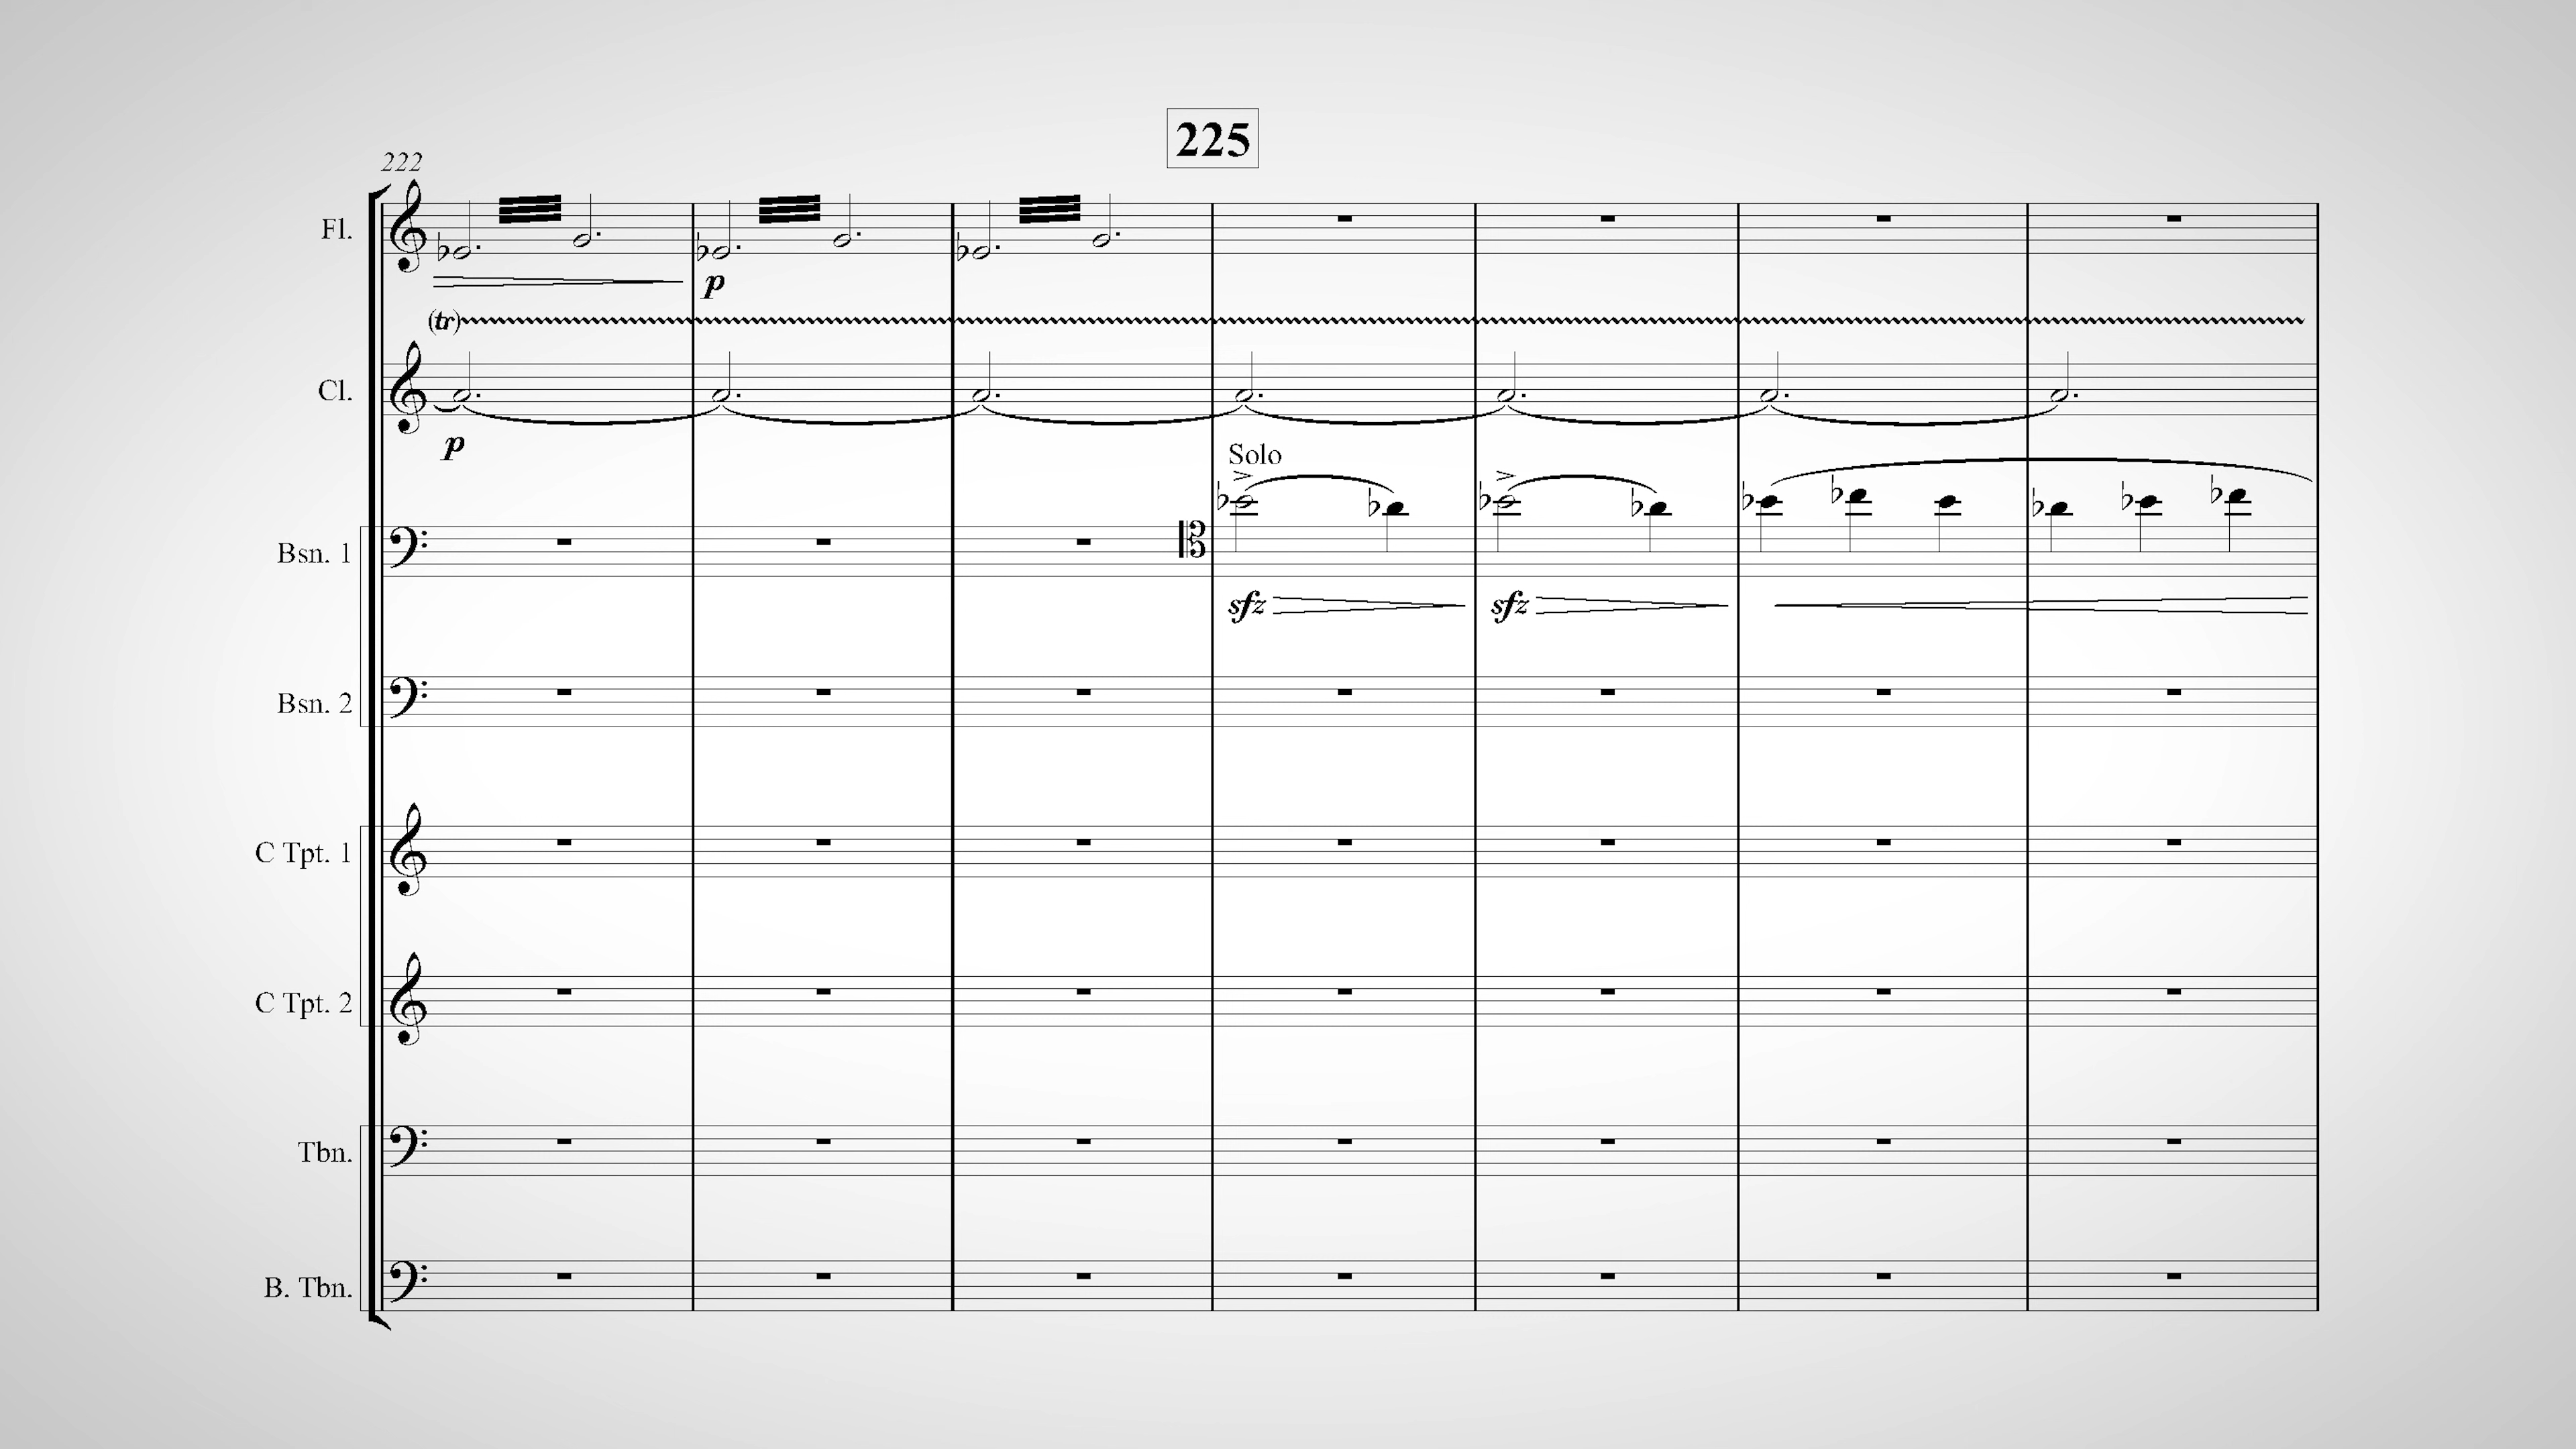 225
222
Fl.
p
(tr)
Cl.
p
Solo
Bsn. 1
sfz sfz
Bsn. 2
C Tpt. 1
C Tpt. 2
Tbn.
B. Tbn.